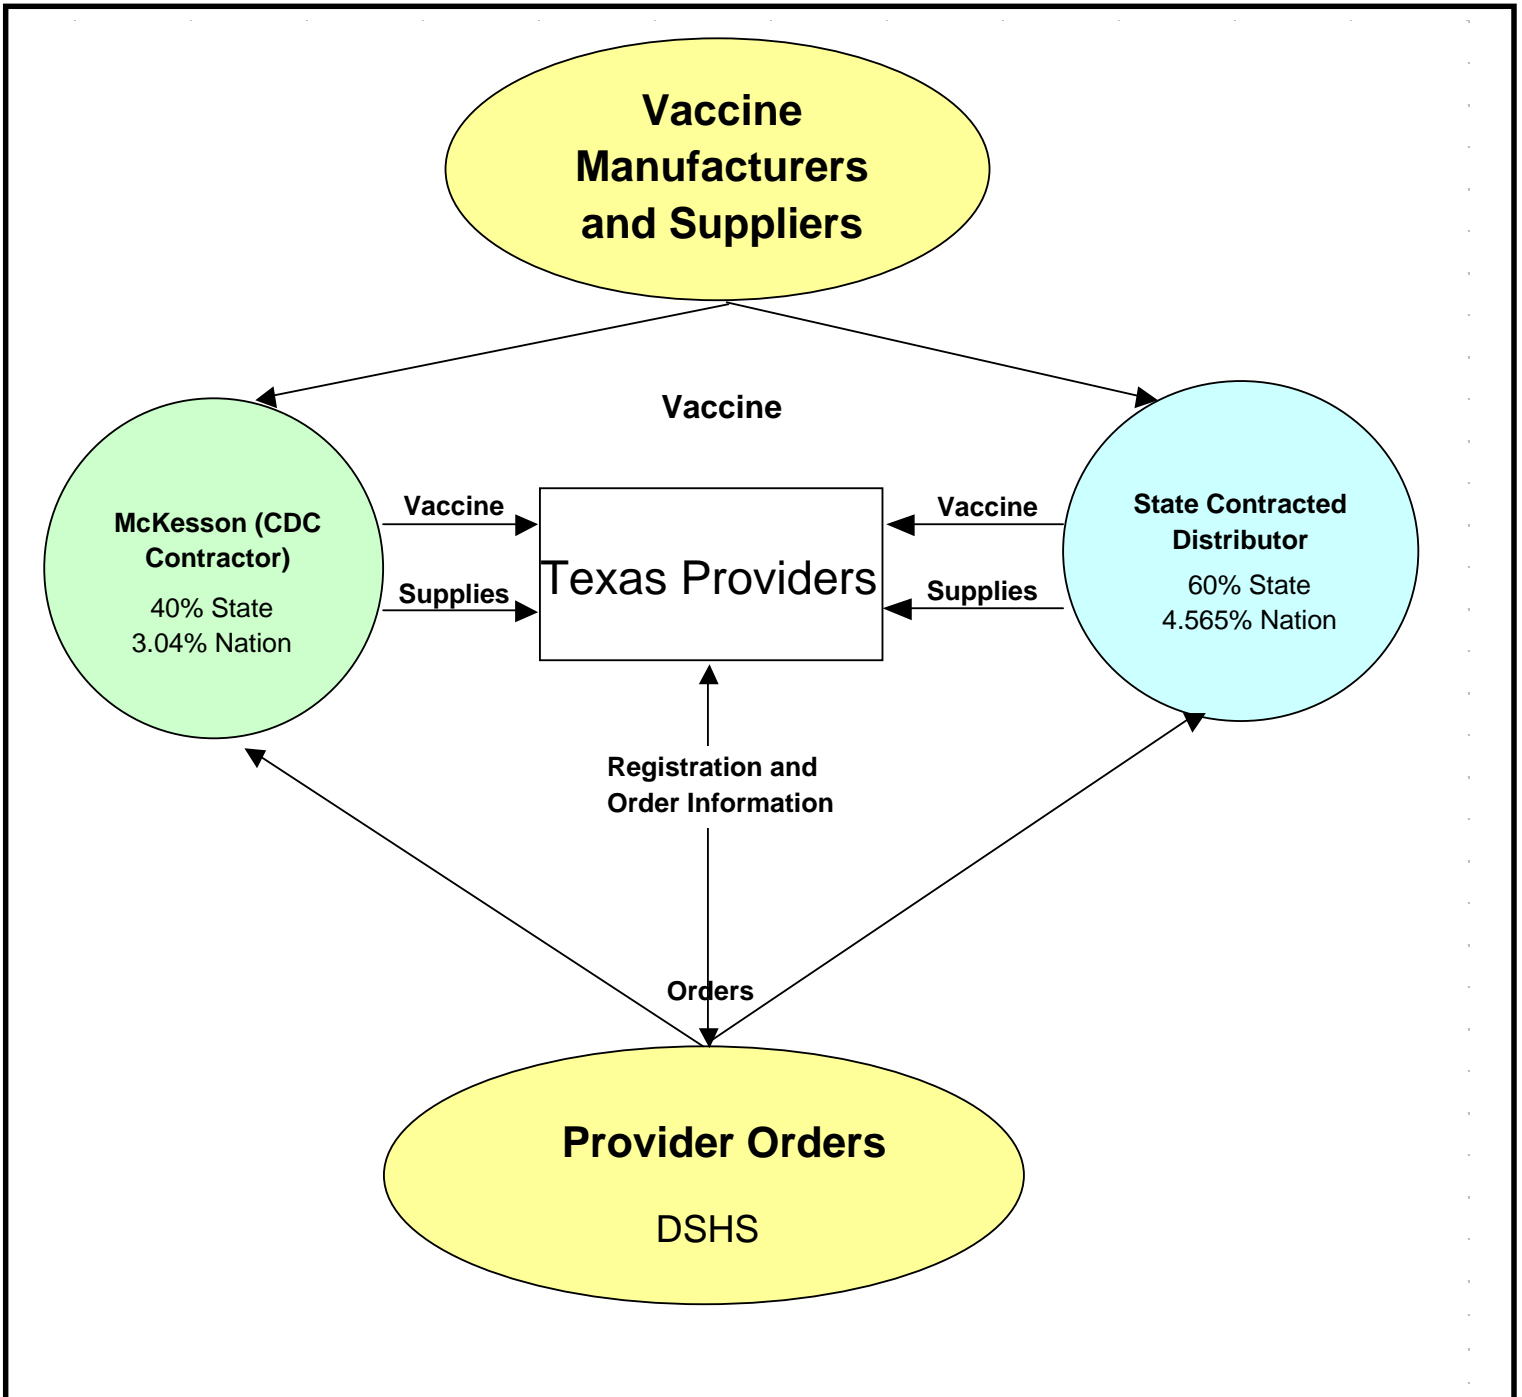 Vaccine
Manufacturers
and Suppliers
Vaccine
McKesson (CDC
Contractor)
40% State
3.04% Nation
Vaccine
Supplies
Texas Providers
Vaccine
Supplies
State Contracted
Distributor
60% State
4.565% Nation
Registration and
Order Information
Orders
Provider Orders
DSHS